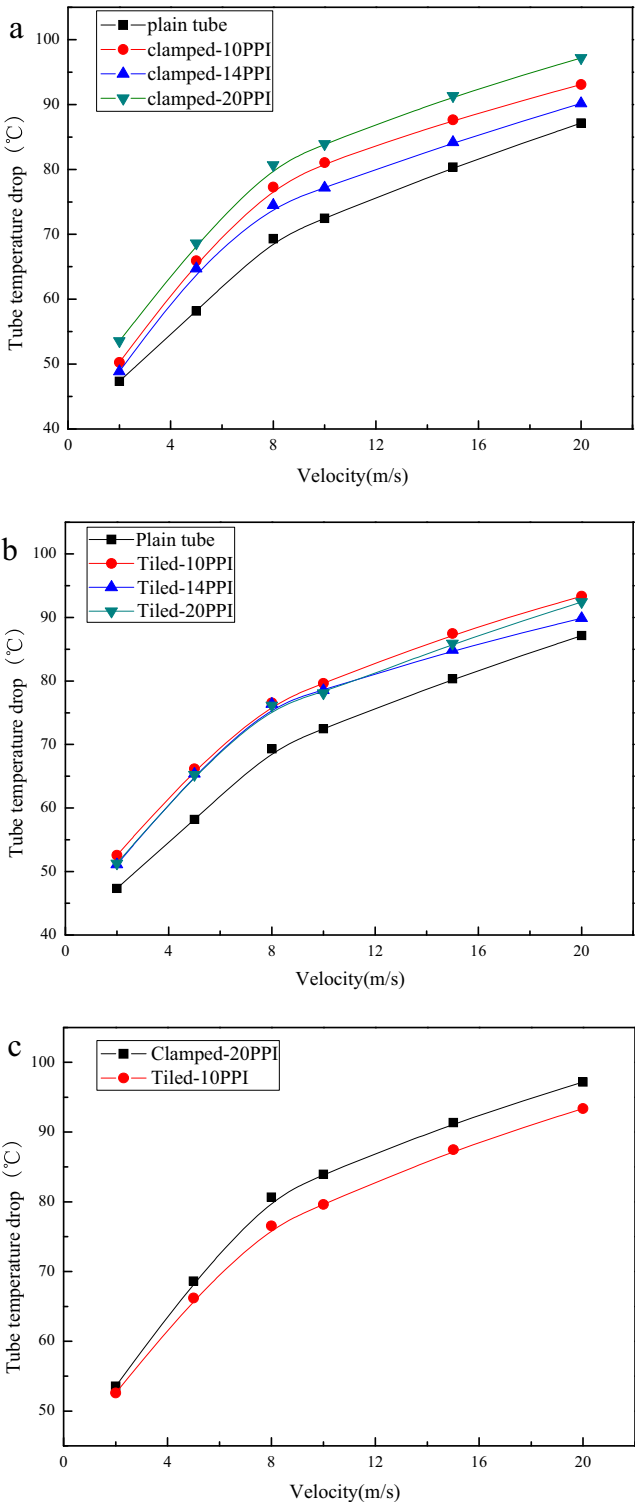 a
plain tube
clamped-10PPI
clamped-14PPI
clamped-20PPI
100
90
80
70
60
50
40
Tube temperature drop（℃）
0 4 8 12 16 20
Velocity(m/s)
b
Plain tube
Tiled-10PPI
Tiled-14PPI
Tiled-20PPI
100
90
80
70
60
50
40
Tube temperature drop（℃）
0 4 8 12 16 20
Velocity(m/s)
c
Clamped-20PPI
Tiled-10PPI
100
90
80
70
60
50
Tube temperature drop（℃）
0 4 8 12 16 20
Velocity(m/s)